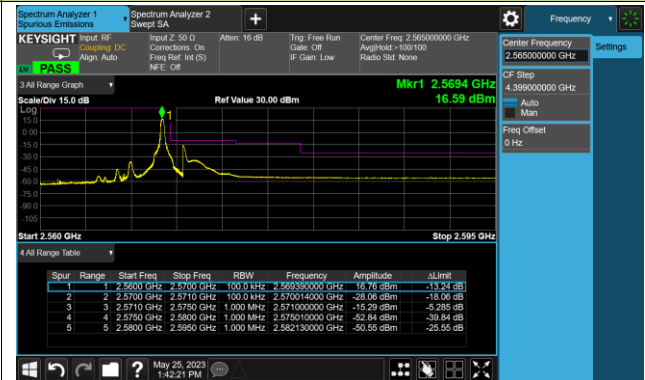 Spectrum Analyzer 1
Spurious Emissions
Spectrum Analyzer 2
Swept SA
Frequency
KEYSIGHT
Input: RF
Coupling: DC
Align: Auto
PASS
Input Z: 50 Ω
Corrections: On
Freq Ref: Int (S)
NFE: Off
Atten: 16 dB
Trig: Free Run
Gate: Off
IF Gain: Low
Center Freq: 2.565000000 GHz
Avg|Hold:>100/100
Radio Std: None
Center Frequency
2.565000000 GHz
Settings
CF Step
4.399000000 GHz
Auto
Man
Freq Offset
0 Hz
3 All Range Graph
Mkr1 2.5694 GHz
Scale/Div 15.0 dB
Ref Value 30.00 dBm
16.59 dBm
Log
1
15.0
0.00
-15.0
-30.0
-45.0
-60.0
-75.0
-90.0
-105
Start 2.560 GHz
Stop 2.595 GHz
4 All Range Table
Spur Range Start Freq Stop Freq RBW Frequency Amplitude ΔLimit
1 1 2.5600 GHz 2.5700 GHz 100.0 kHz 2.569390000 GHz 16.76 dBm -13.24 dB
2 2 2.5700 GHz 2.5710 GHz 100.0 kHz 2.570014000 GHz -28.06 dBm -18.06 dB
3 3 2.5710 GHz 2.5750 GHz 1.000 MHz 2.571000000 GHz -15.29 dBm -5.285 dB
4 4 2.5750 GHz 2.5800 GHz 1.000 MHz 2.575010000 GHz -52.84 dBm -39.84 dB
5 5 2.5800 GHz 2.5950 GHz 1.000 MHz 2.582130000 GHz -50.55 dBm -25.55 dB
May 25, 2023
1:42:21 PM